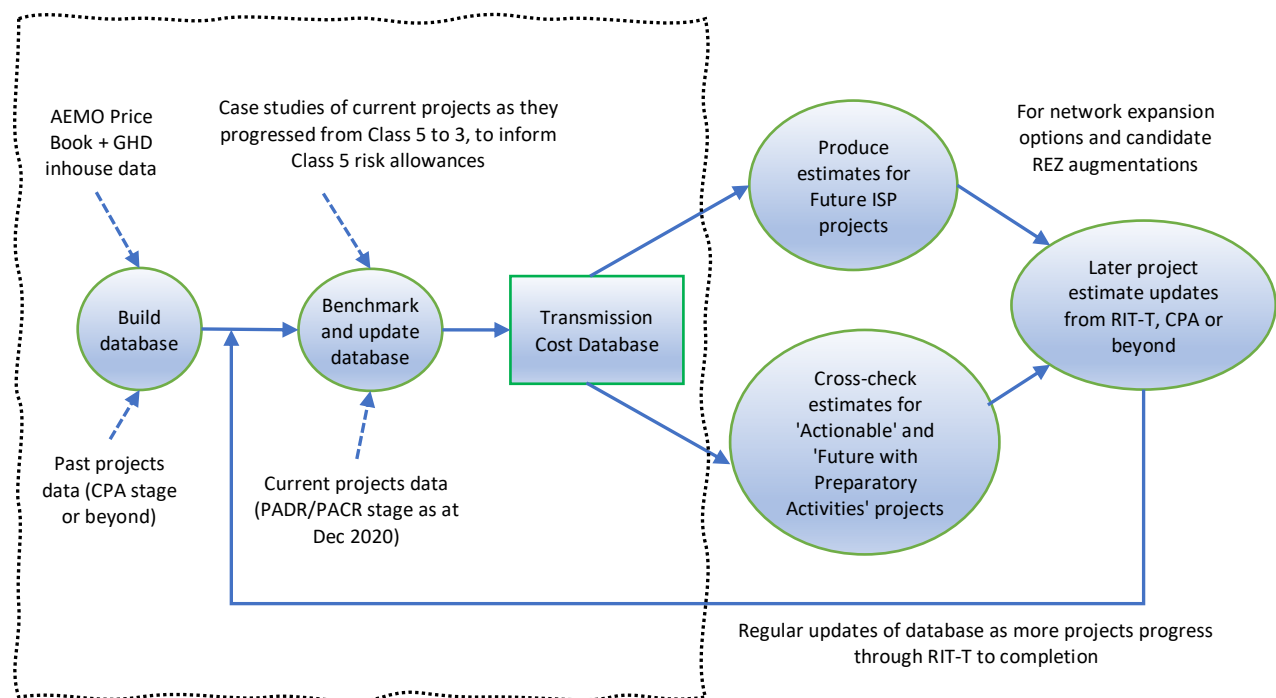 AEMO Price
Book + GHD
inhouse data
Case studies of current projects as they
progressed from Class 5 to 3, to inform
Class 5 risk allowances
Build
database
Benchmark
and update
database
Transmission
Cost Database
Past projects
data (CPA stage
or beyond)
Current projects data
(PADR/PACR stage as at
Dec 2020)
Produce
estimates for
Future ISP
projects
For network expansion
options and candidate
REZ augmentations
Cross-check
estimates for
'Actionable' and
'Future with
Preparatory
Activities' projects
Later project
estimate updates
from RIT-T, CPA or
beyond
Regular updates of database as more projects progress
through RIT-T to completion